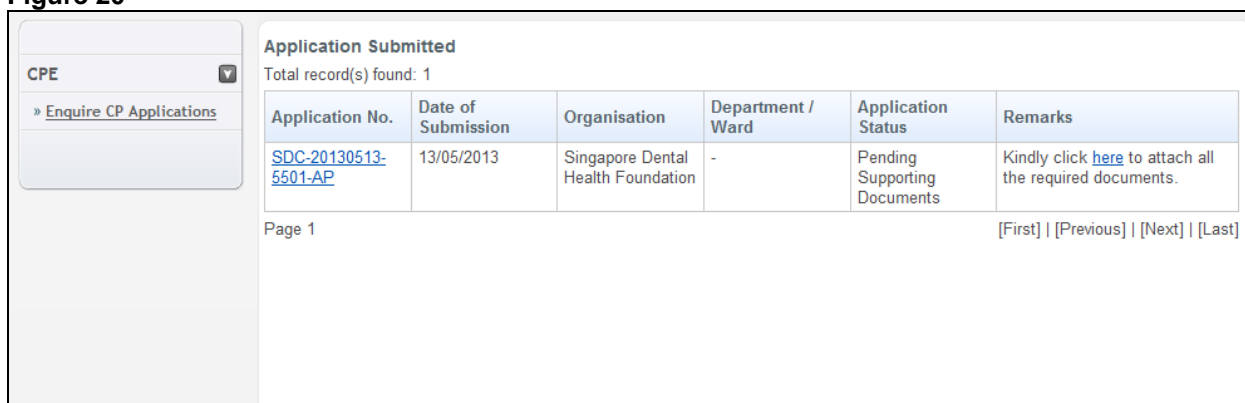 Application Submitted
CPE
Total record(s) found: 1
» Enquire CP Applications
Application No.
Date of
Submission
Organisation
Department /
Ward
Application
Status
Remarks
SDC-20130513-
5501-AP
13/05/2013
Singapore Dental
Health Foundation
-
Pending
Supporting
Documents
Kindly click here to attach all
the required documents.
Page 1
[First] | [Previous] | [Next] | [Last]